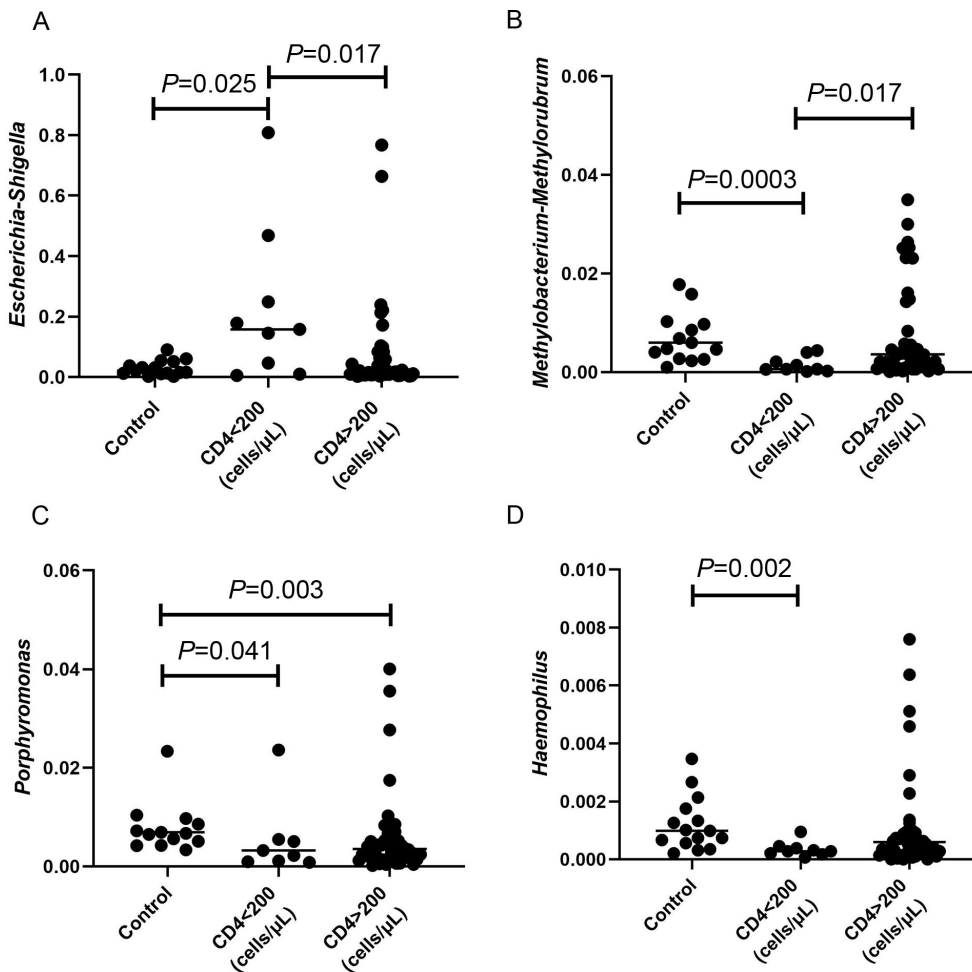 A
P=0.025
P=0.017
1.0
0.8
0.6
0.4
0.2
0.0
Escherichia-Shigella
Control
CD4<200
(cells/µL)
CD4>200
(cells/µL)
B
P=0.0003
P=0.017
0.06
0.04
0.02
0.00
Methylobacterium-Methylorubrum
Control
CD4<200
(cells/µL)
CD4>200
(cells/µL)
C
P=0.003
P=0.041
0.06
0.04
0.02
0.00
Porphyromonas
Control
CD4<200
(cells/µL)
CD4>200
(cells/µL)
D
P=0.002
0.010
0.008
0.006
0.004
0.002
0.000
Haemophilus
Control
CD4<200
(cells/µL)
CD4>200
(cells/µL)